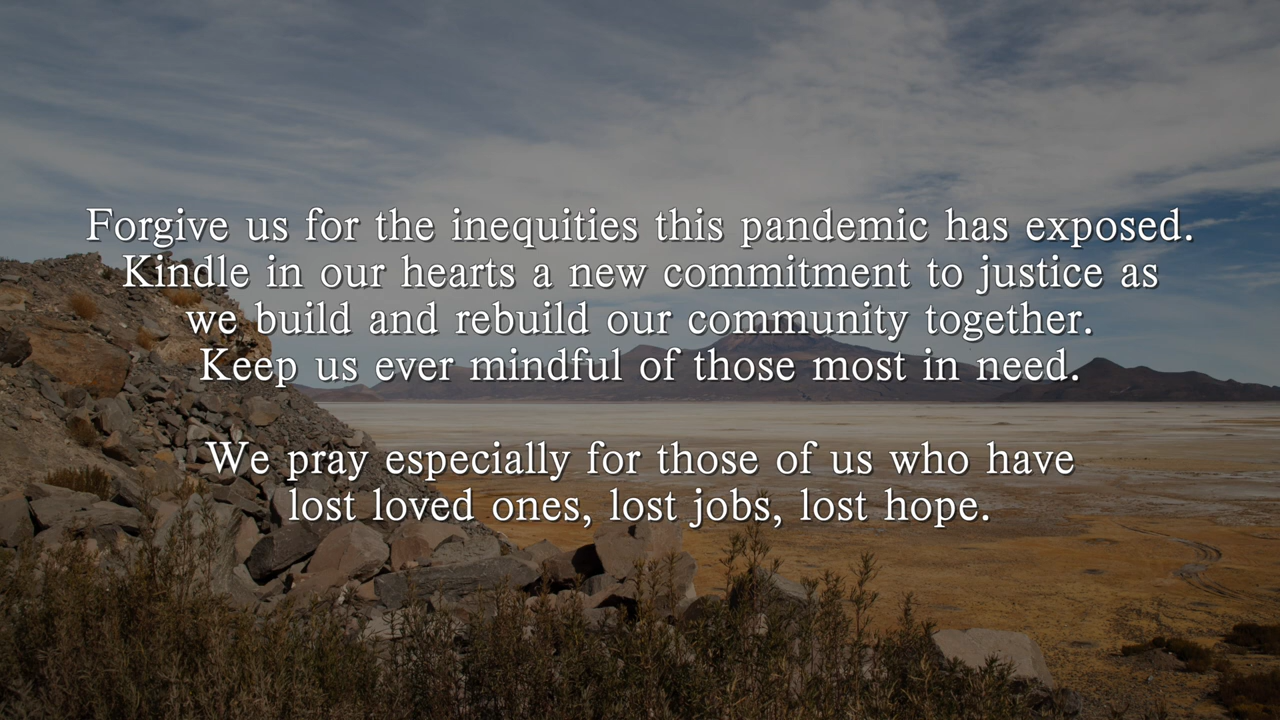 Forgive us for the inequities this pandemic has exposed.
Kindle in our hearts a new commitment to justice as
we build and rebuild our community together.
Keep us ever mindful of those most in need.
We pray especially for those of us who have
lost loved ones, lost jobs, lost hope.